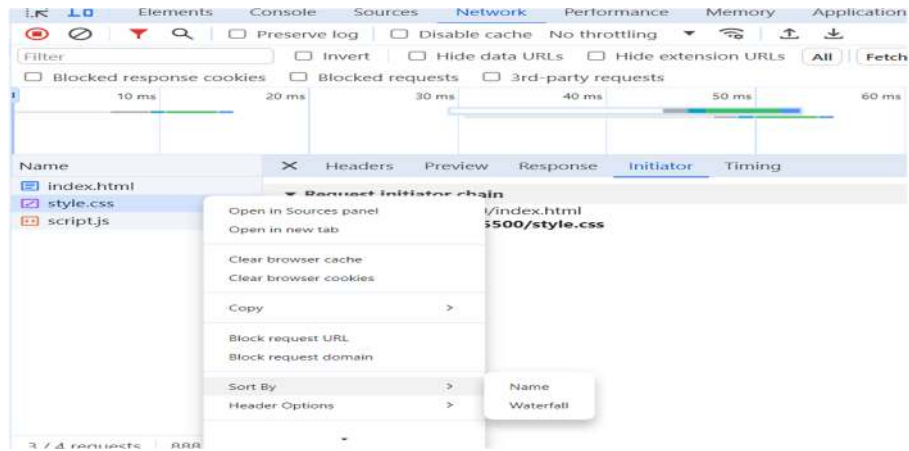 Elements Console Sources Network Performance Memory Application
Preserve log Disable cache No throttling
Filter Invert Hide data URLs Hide extension URLs All Fetch
Blocked response cookies Blocked requests 3rd-party requests
10 ms 20 ms 30 ms 40 ms 50 ms 60 ms
Name Headers Preview Response Initiator Timing
index.html Request initiator chain
style.css
script.js
/index.html
5500/style.css
Open in Sources panel
Open in new tab
Clear browser cache
Clear browser cookies
Copy
Block request URL
Block request domain
Sort By
Header Options
Name
Waterfall
3 / 4 requests 888